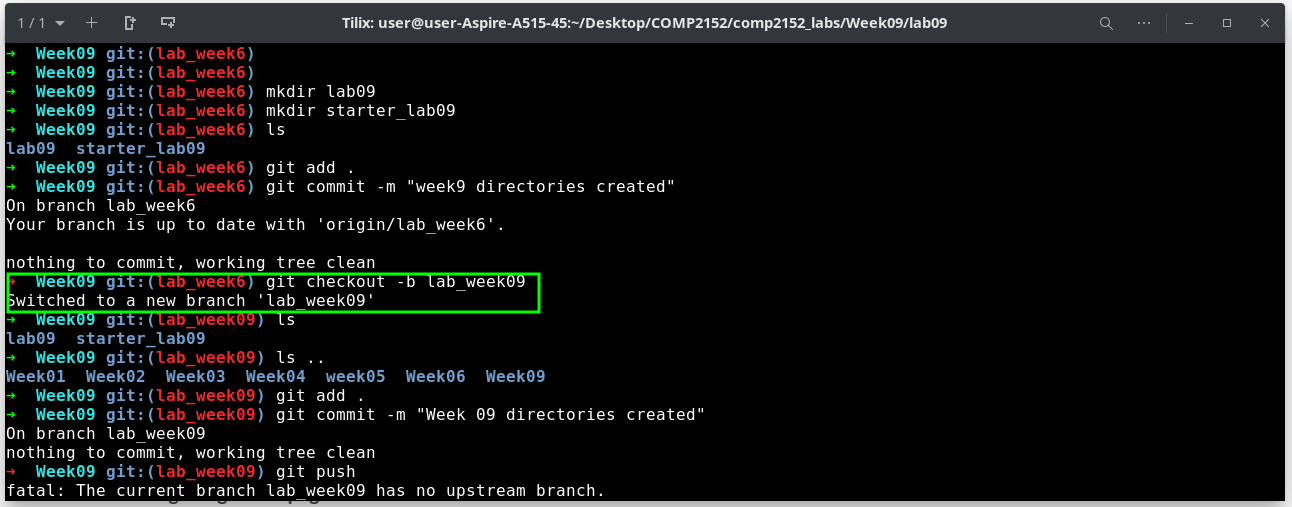 1 / 1 Tilix: user@user-Aspire-A515-45:~/Desktop/COMP2152/comp2152_labs/Week09/lab09
➜ Week09 git:(lab_week6)
➜ Week09 git:(lab_week6)
➜ Week09 git:(lab_week6) mkdir lab09
➜ Week09 git:(lab_week6) mkdir starter_lab09
➜ Week09 git:(lab_week6) ls
lab09 starter_lab09
➜ Week09 git:(lab_week6) git add .
➜ Week09 git:(lab_week6) git commit -m "week9 directories created"
On branch lab_week6
Your branch is up to date with 'origin/lab_week6'.
nothing to commit, working tree clean
➜ Week09 git:(lab_week6) git checkout -b lab_week09
Switched to a new branch 'lab_week09'
➜ Week09 git:(lab_week09) ls
lab09 starter_lab09
➜ Week09 git:(lab_week09) ls ..
Week01 Week02 Week03 Week04 week05 Week06 Week09
➜ Week09 git:(lab_week09) git add .
➜ Week09 git:(lab_week09) git commit -m "Week 09 directories created"
On branch lab_week09
nothing to commit, working tree clean
➜ Week09 git:(lab_week09) git push
fatal: The current branch lab_week09 has no upstream branch.